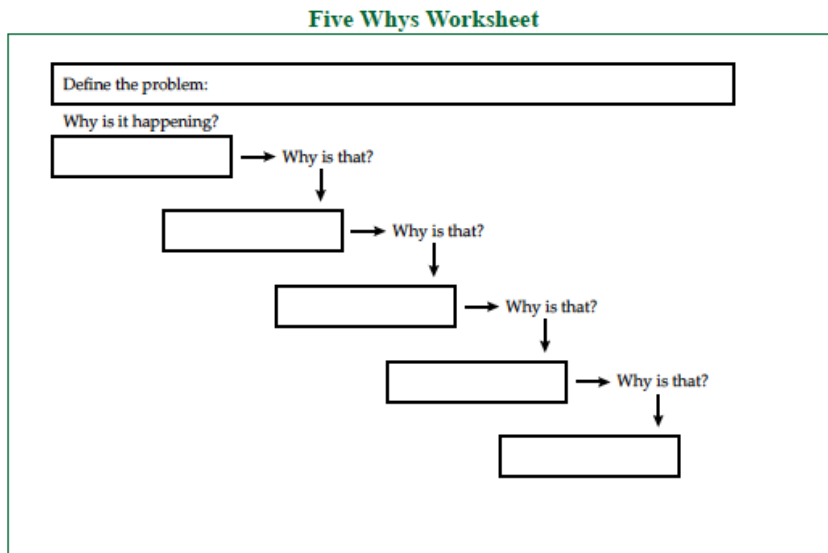 Five Whys Worksheet
Define the problem:
Why is it happening?
Why is that?
Why is that?
Why is that?
Why is that?